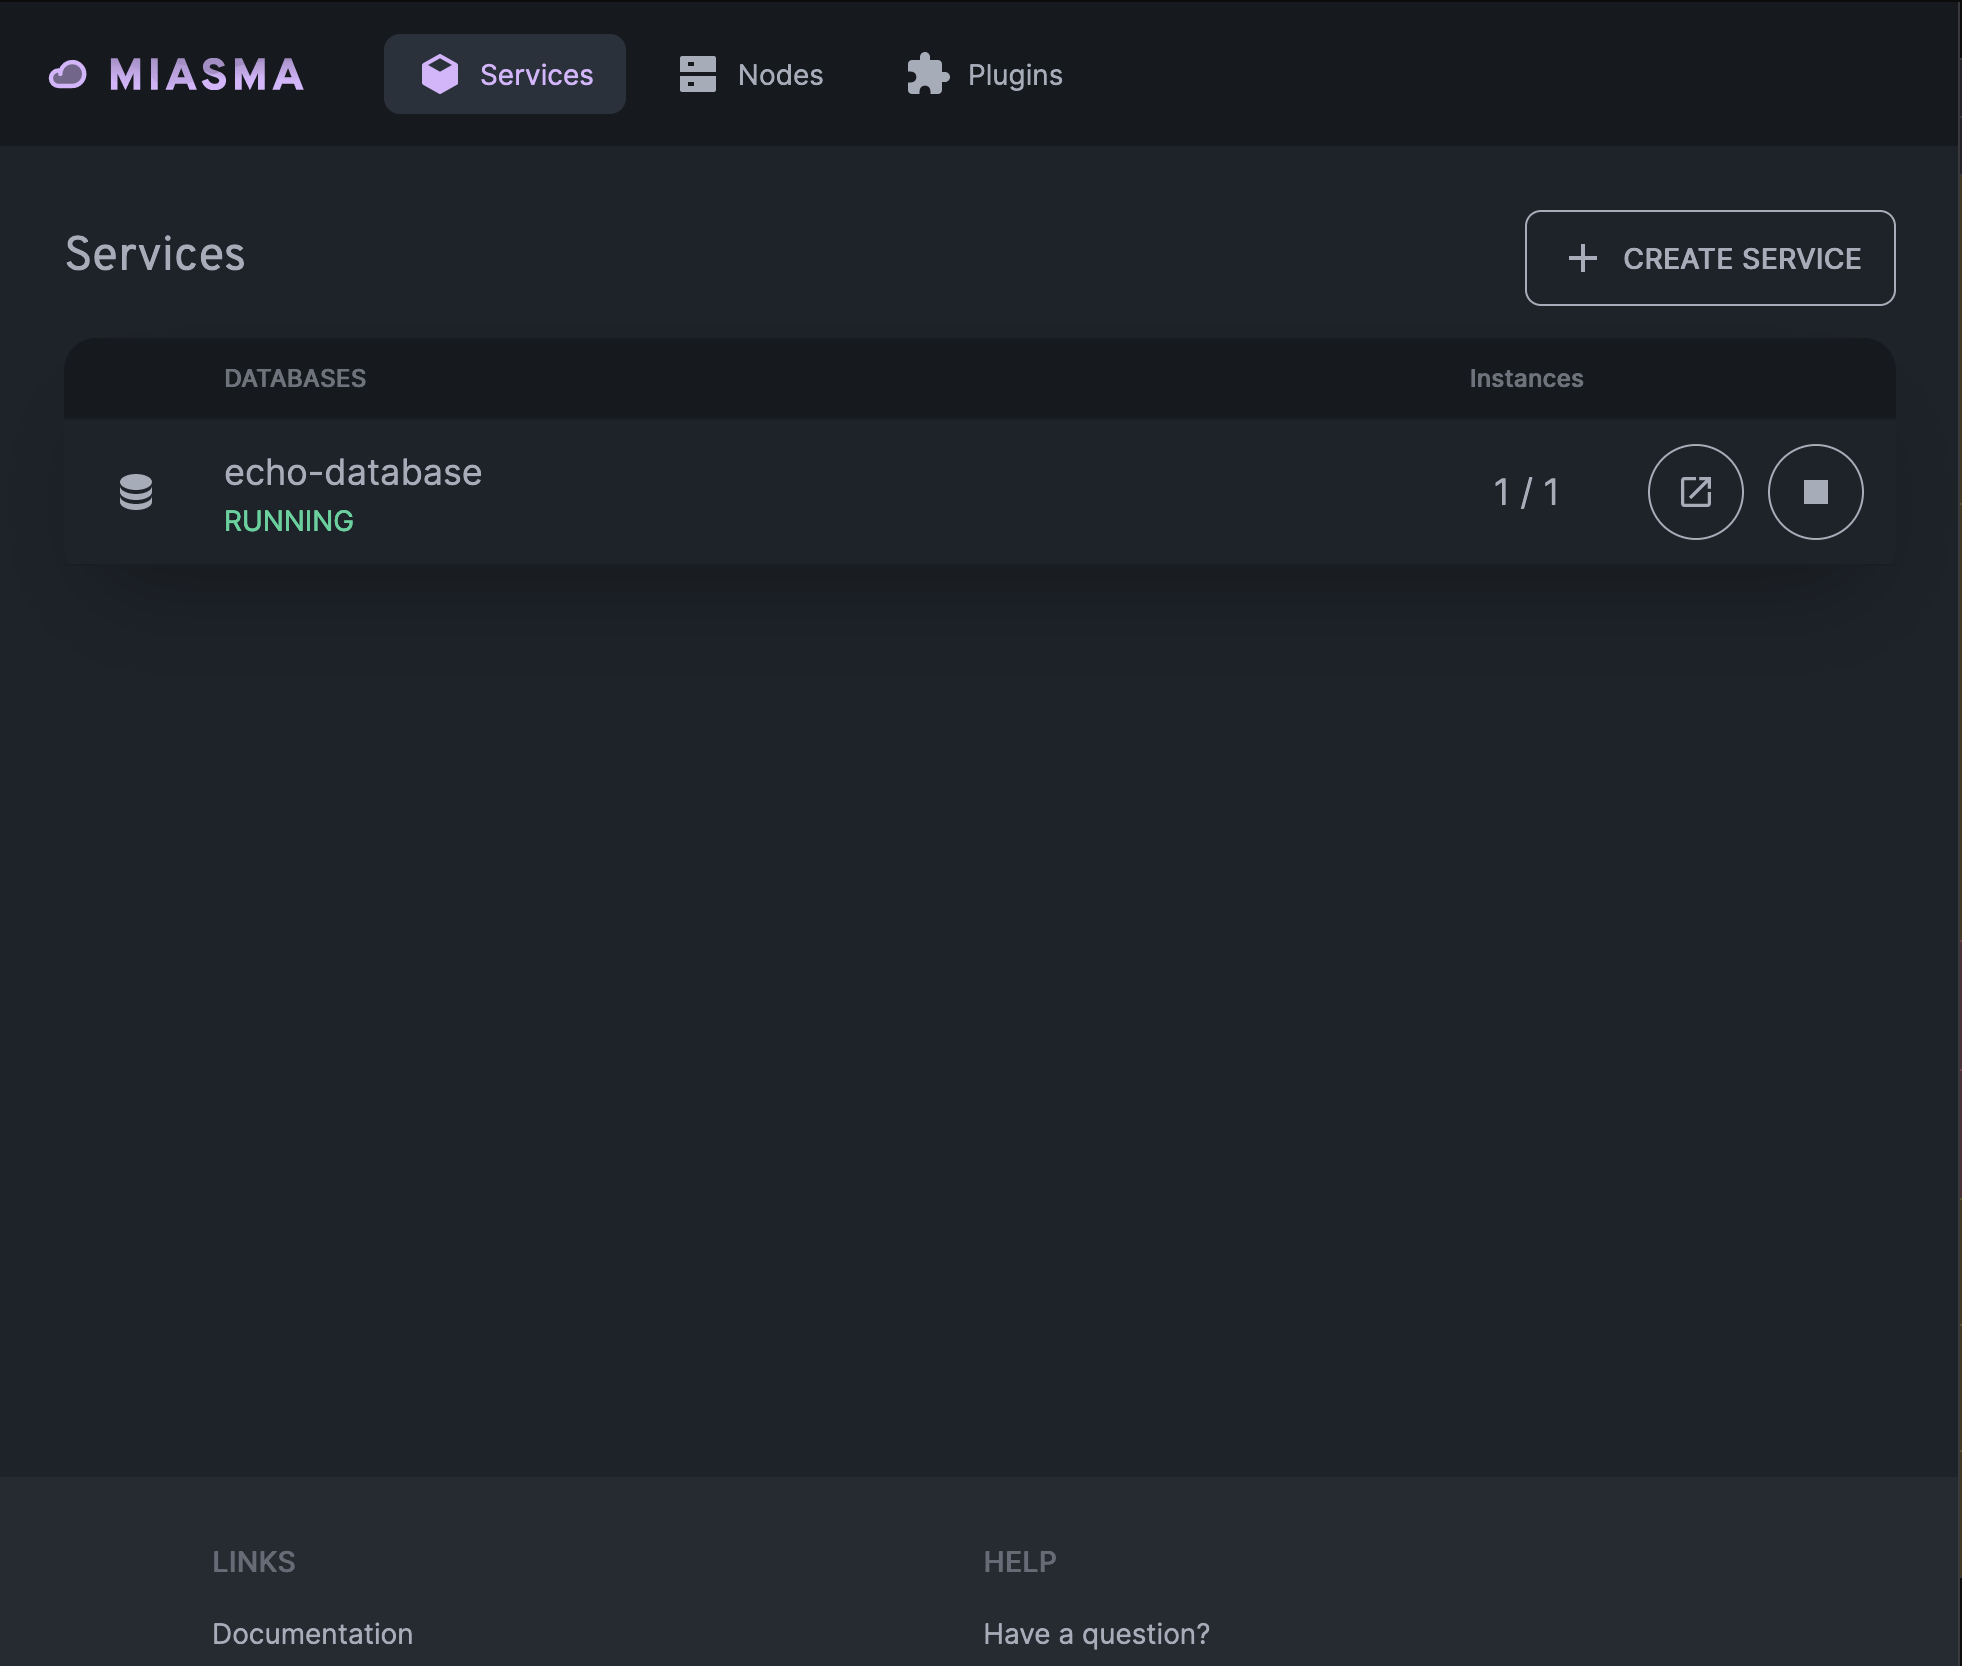 MIASMA
Services
Nodes
Plugins
Services
CREATE SERVICE
DATABASES
Instances
echo-database
RUNNING
1 / 1
LINKS
HELP
Documentation
Have a question?